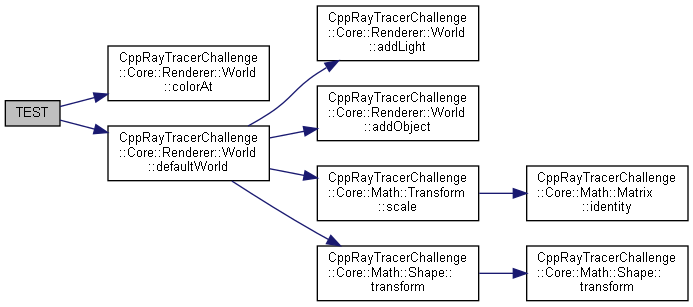 TEST
CppRayTracerChallenge
::Core::Renderer::World
::colorAt
CppRayTracerChallenge
::Core::Renderer::World
::defaultWorld
CppRayTracerChallenge
::Core::Renderer::World
::addLight
CppRayTracerChallenge
::Core::Renderer::World
::addObject
CppRayTracerChallenge
::Core::Math::Transform
::scale
CppRayTracerChallenge
::Core::Math::Matrix
::identity
CppRayTracerChallenge
::Core::Math::Shape::
transform
CppRayTracerChallenge
::Core::Math::Shape::
transform